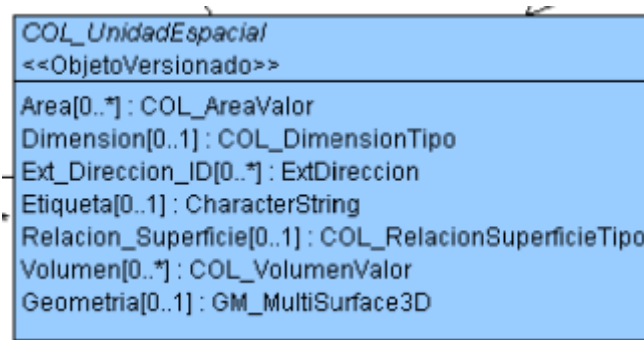 COL_UnidadEspacial
<<ObjetoVersionado>>
Area[0..*] : COL_AreaValor
Dimension[0..1] : COL_DimensionTipo
Ext_Direccion_ID[0..*] : ExtDireccion
Etiqueta[0..1] : CharacterString
Relacion_Superficie[0..1] : COL_RelacionSuperficieTipo
Volumen[0..*] : COL_VolumenValor
Geometria[0..1] : GM_MultiSurface3D